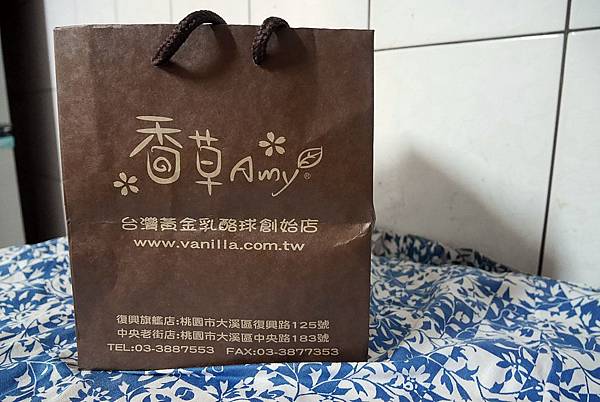 香草Amy®
台灣黃金乳酪球創始店
www.vanilla.com.tw
復興旗艦店:桃園市大溪區復興路125號
中央老街店:桃園市大溪區中央路183號
TEL:03-3887553 FAX:03-3877353